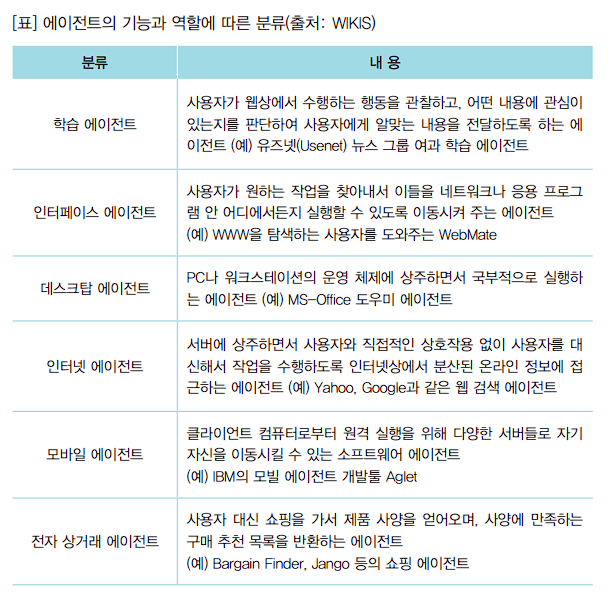 [표] 에이전트의 기능과 역할에 따른 분류(출처: WIKIS)
분류
내 용
학습 에이전트
사용자가 웹상에서 수행하는 행동을 관찰하고, 어떤 내용에 관심이
있는지를 판단하여 사용자에게 알맞는 내용을 전달하도록 하는 에
이전트 (예) 유즈넷(Usenet) 뉴스 그룹 여과 학습 에이전트
인터페이스 에이전트
사용자가 원하는 작업을 찾아내서 이들을 네트워크나 응용 프로그
램 안 어디에서든지 실행할 수 있도록 이동시켜 주는 에이전트
(예) WWW을 탐색하는 사용자를 도와주는 WebMate
데스크탑 에이전트
PC나 워크스테이션의 운영 체제에 상주하면서 국부적으로 실행하
는 에이전트 (예) MS-Office 도우미 에이전트
인터넷 에이전트
서버에 상주하면서 사용자와 직접적인 상호작용 없이 사용자를 대
신해서 작업을 수행하도록 인터넷상에서 분산된 온라인 정보에 접
근하는 에이전트 (예) Yahoo, Google과 같은 웹 검색 에이전트
모바일 에이전트
클라이언트 컴퓨터로부터 원격 실행을 위해 다양한 서버들로 자기
자신을 이동시킬 수 있는 소프트웨어 에이전트
(예) IBM의 모빌 에이전트 개발툴 Aglet
전자 상거래 에이전트
사용자 대신 쇼핑을 가서 제품 사양을 얻어오며, 사양에 만족하는
구매 추천 목록을 반환하는 에이전트
(예) Bargain Finder, Jango 등의 쇼핑 에이전트